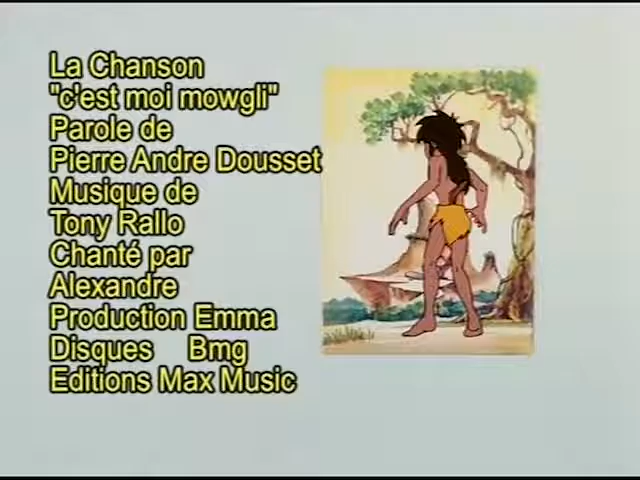 La Chanson
"c'est moi mowgli"
Parole de
Pierre Andre Dousset
Musique de
Tony Rallo
Chanté par
Alexandre
Production Emma
Disques Bmg
Editions Max Music